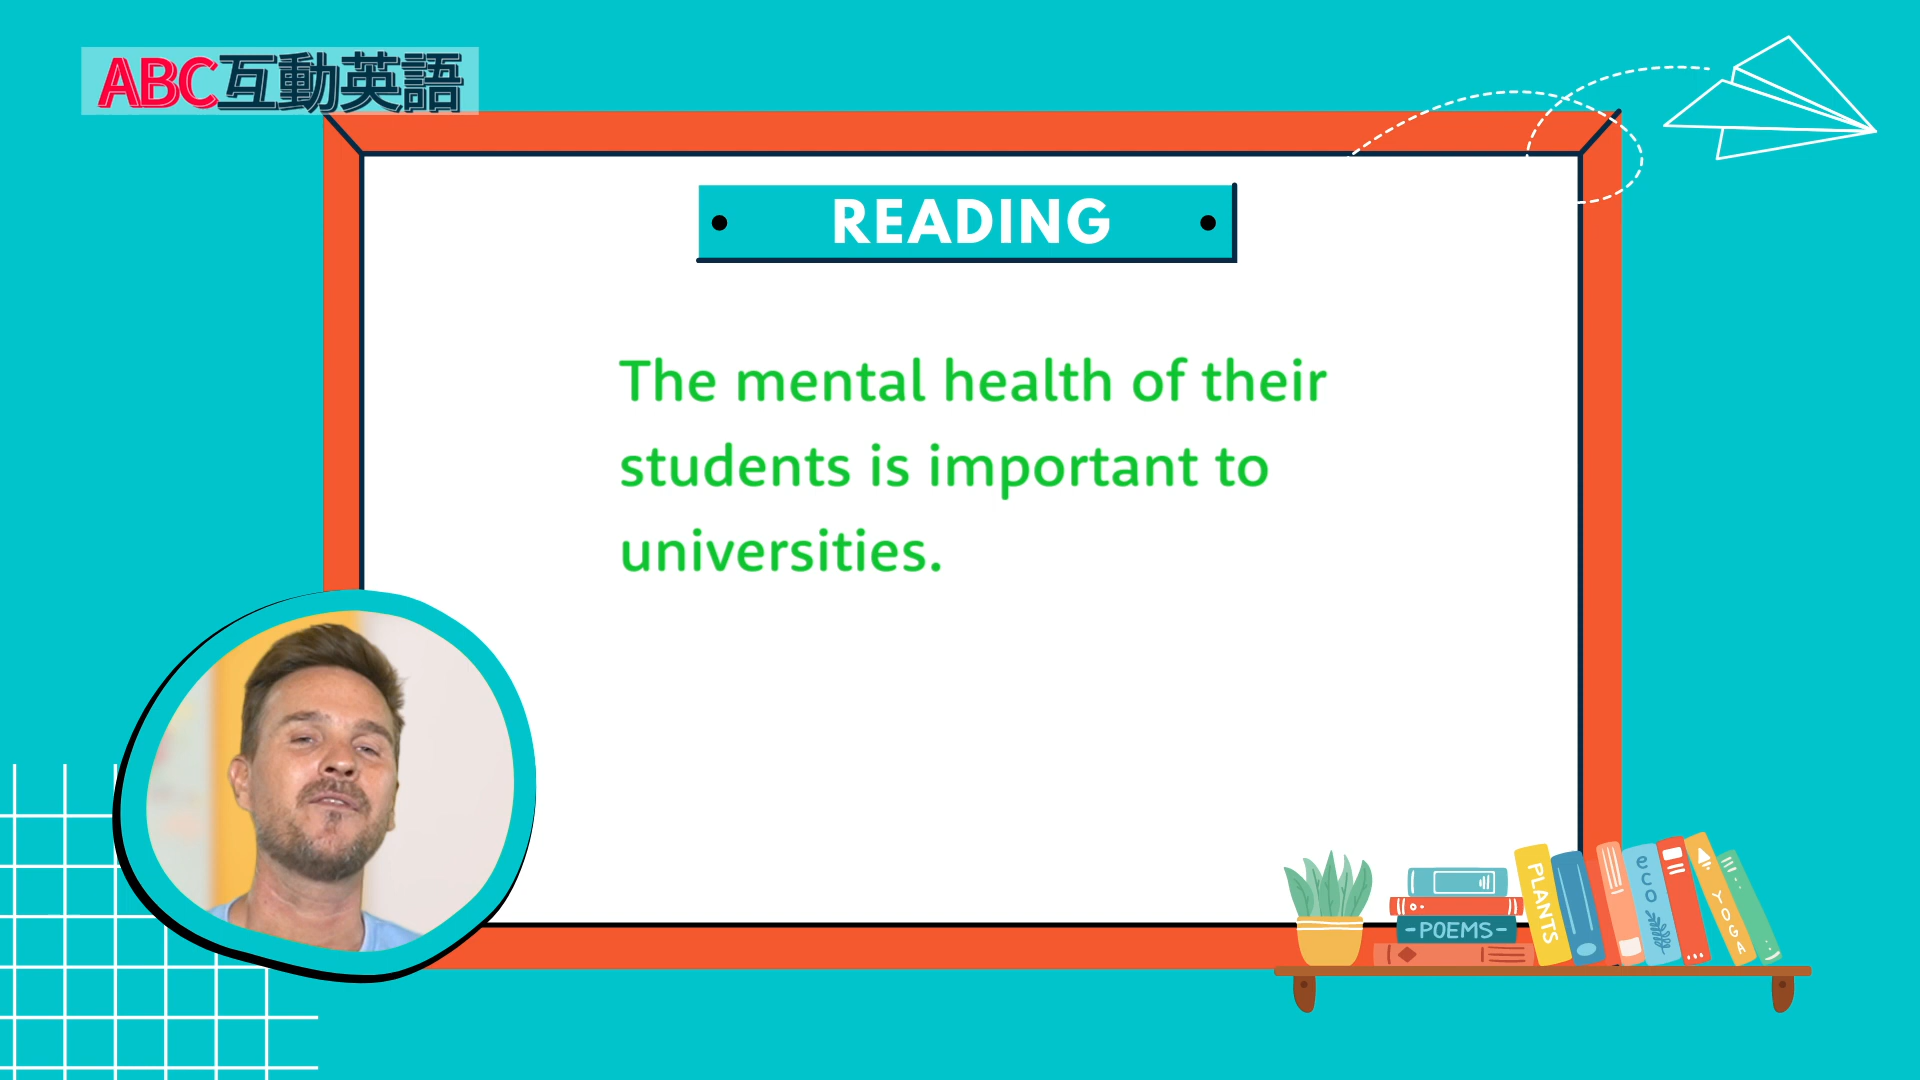 ABC互動英語
READING
The mental health of their
students is important to
universities.
POEMS
PLANTS
eco
YOGA